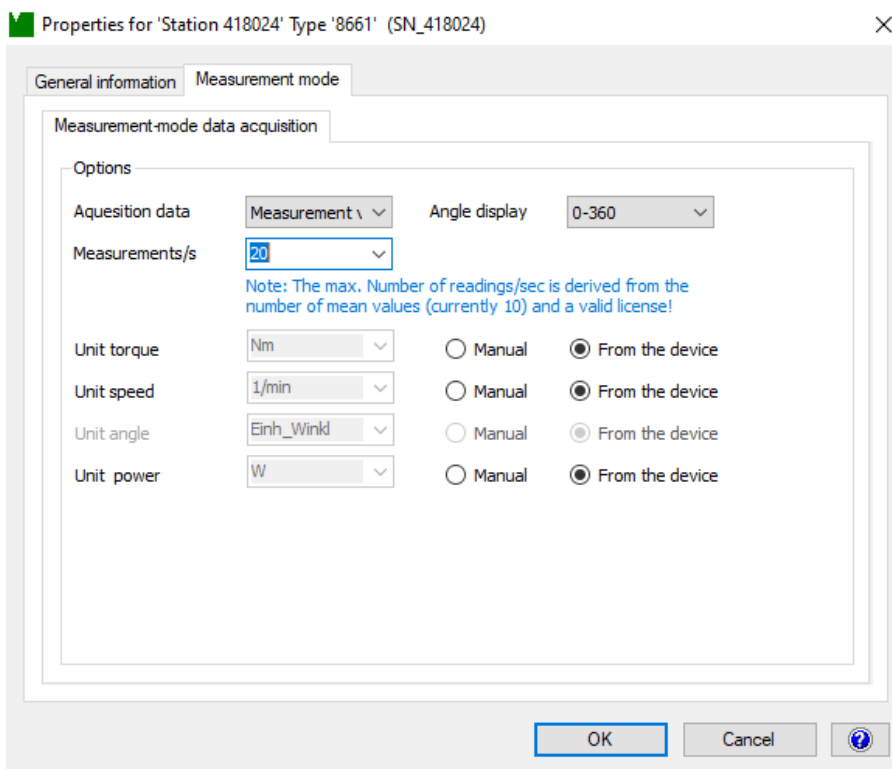 Properties for 'Station 418024' Type '8661' (SN_418024)
General information Measurement mode
Measurement-mode data acquisition
Options
Aquesition data Measurement v Angle display 0-360
Measurements/s 20
Note: The max. Number of readings/sec is derived from the
number of mean values (currently 10) and a valid license!
Unit torque Nm Manual From the device
Unit speed 1/min Manual From the device
Unit angle Einh_Winkl Manual From the device
Unit power W Manual From the device
OK Cancel ?